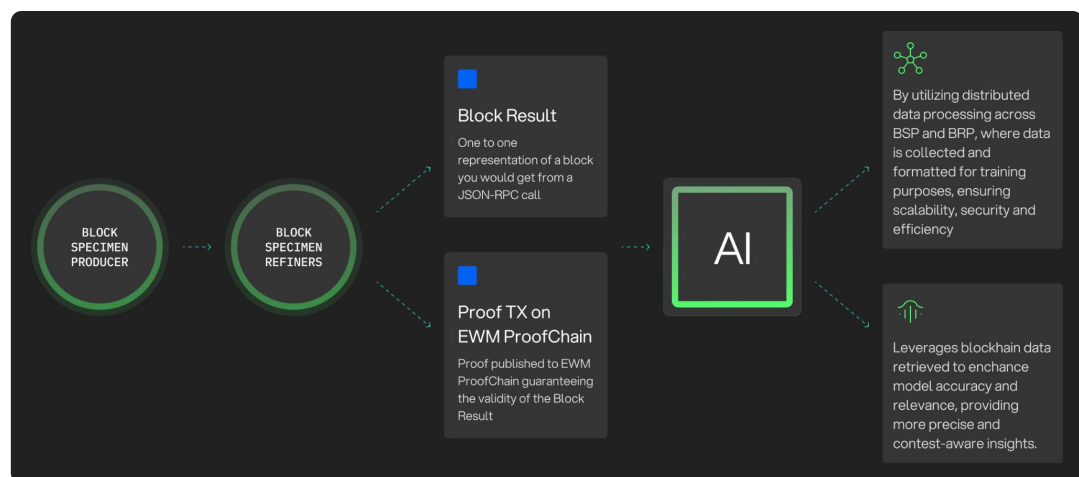 BLOCK
SPECIMEN
PRODUCER
BLOCK
SPECIMEN
REFINERS
Block Result
One to one
representation of a block
you would get from a
JSON-RPC call
Proof TX on
EWM ProofChain
Proof published to EWM
ProofChain guaranteeing
the validity of the Block
Result
AI
By utilizing distributed
data processing across
BSP and BRP, where data
is collected and
formatted for training
purposes, ensuring
scalability, security and
efficiency
Leverages blockhain data
retrieved to enchance
model accuracy and
relevance, providing
more precise and
contest-aware insights.